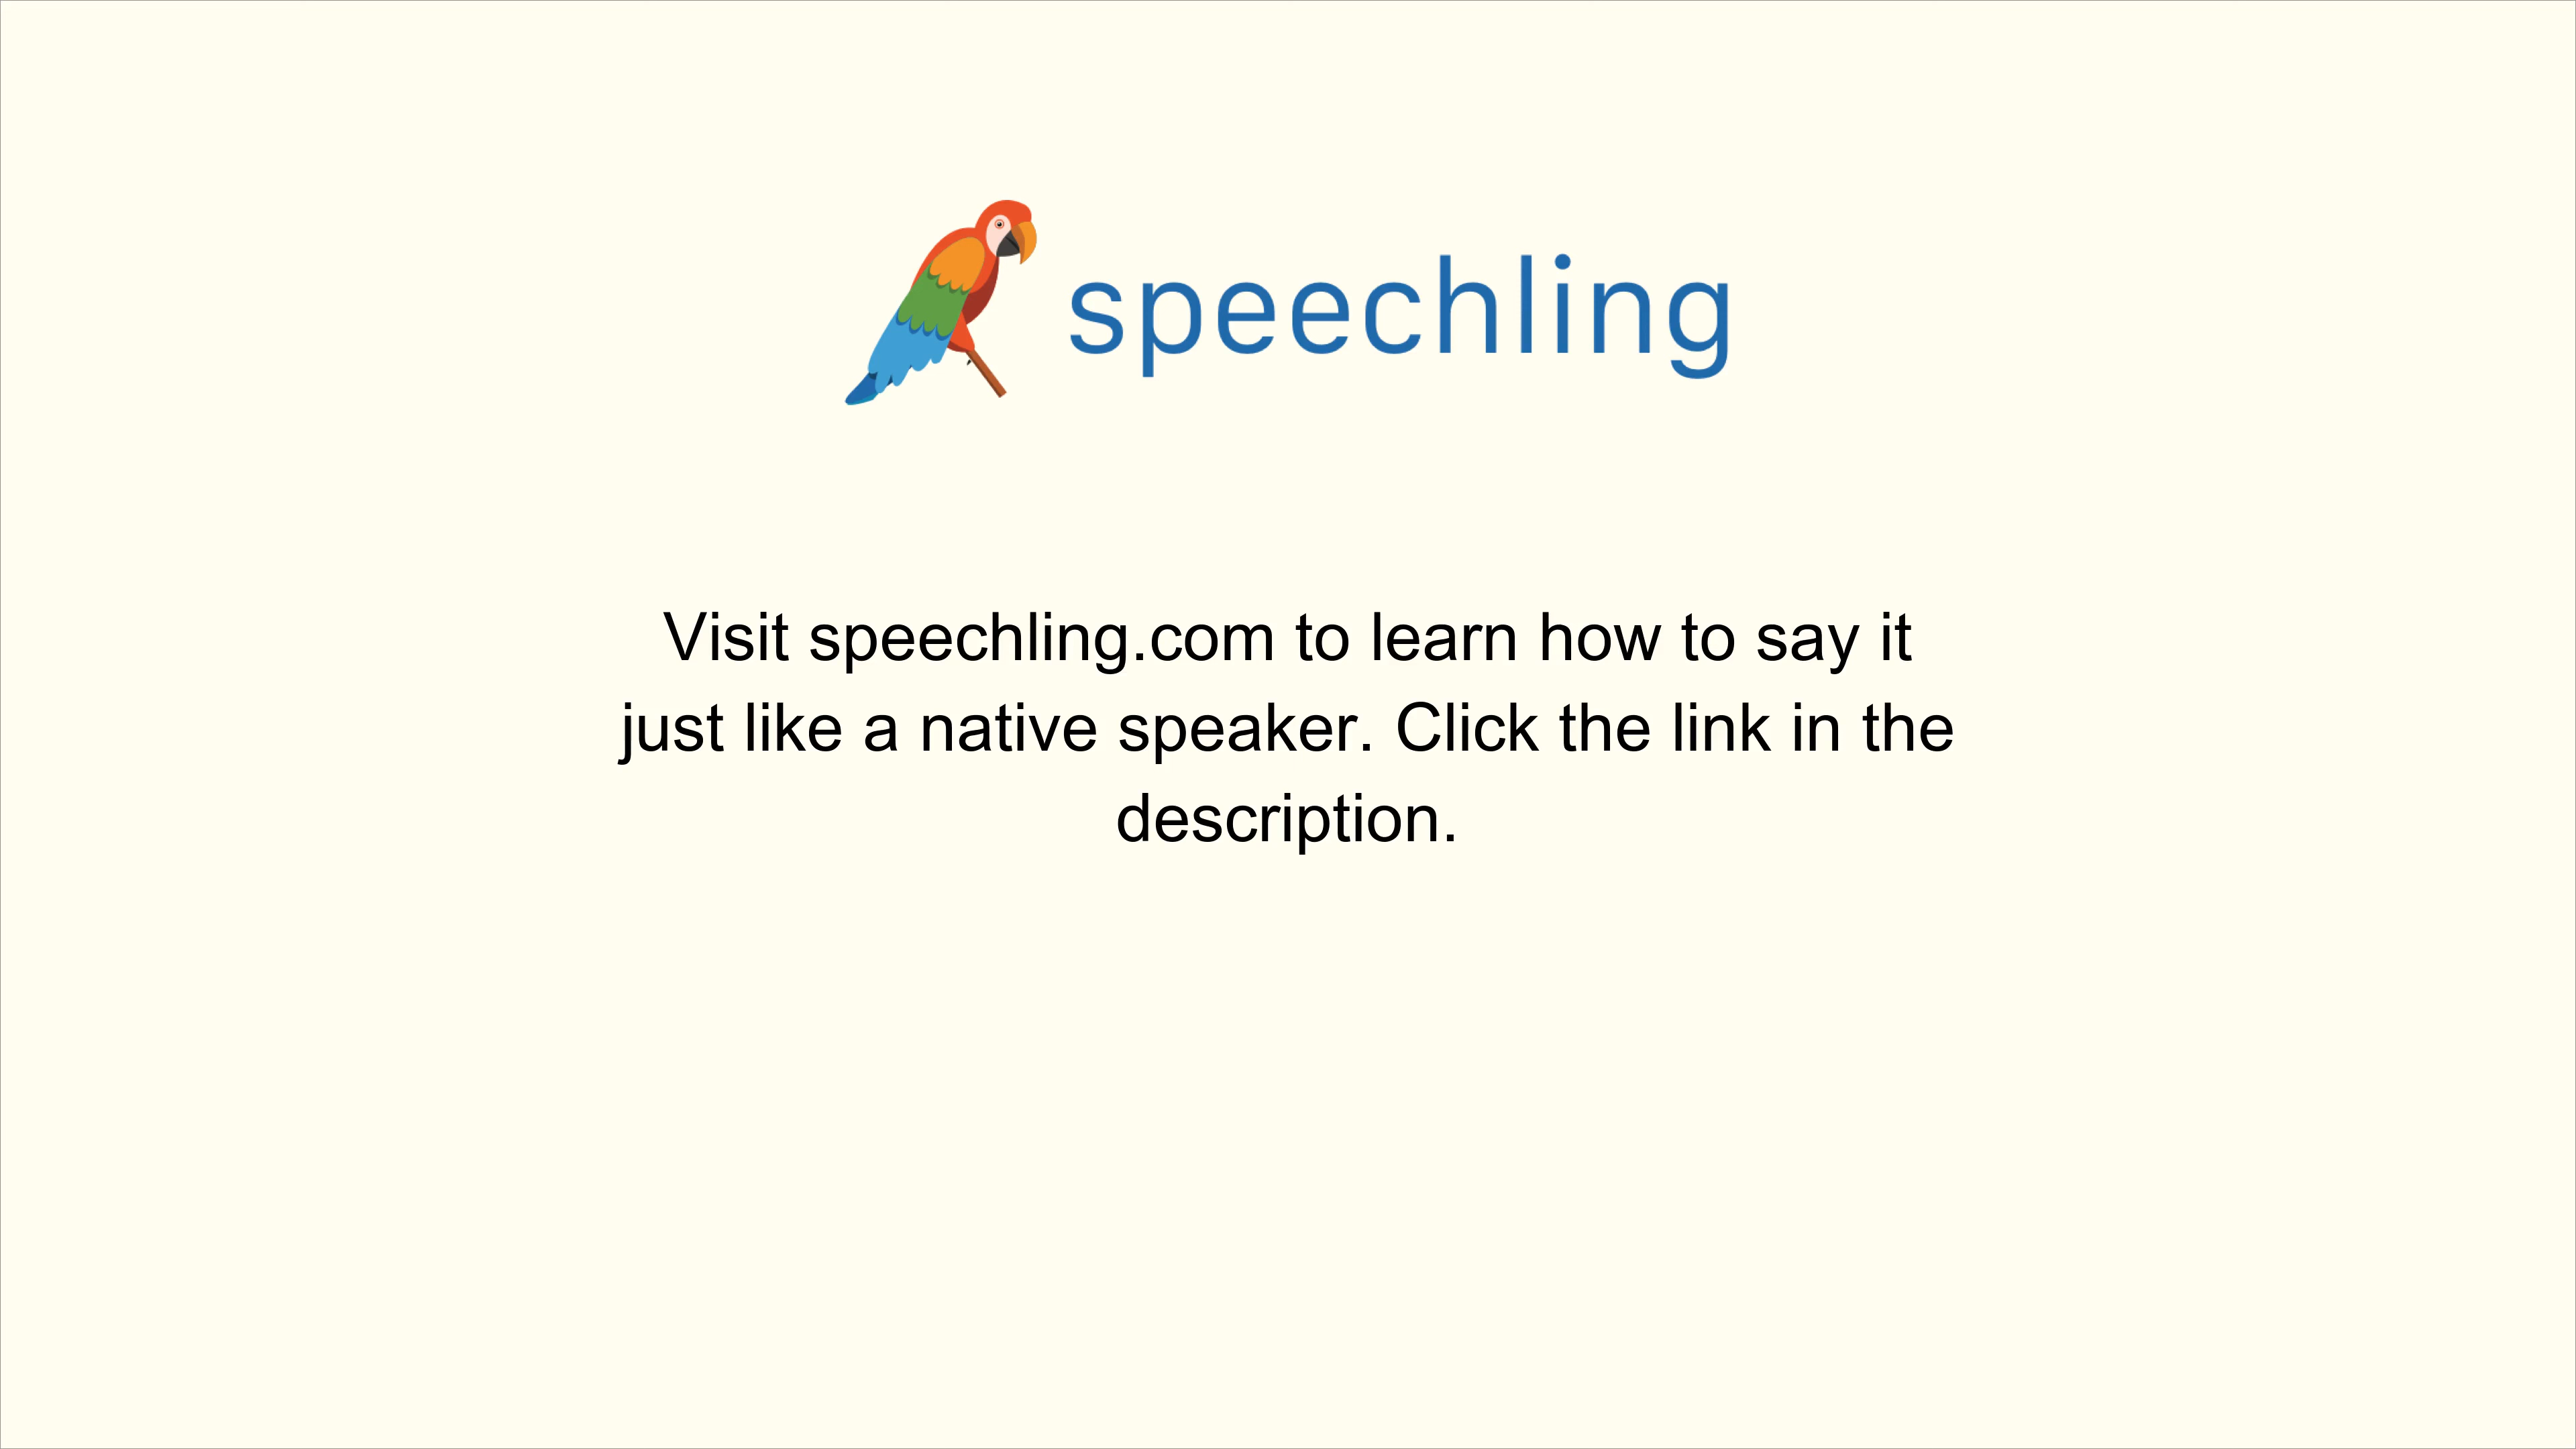 speechling
Visit speechling.com to learn how to say it
just like a native speaker. Click the link in the
description.